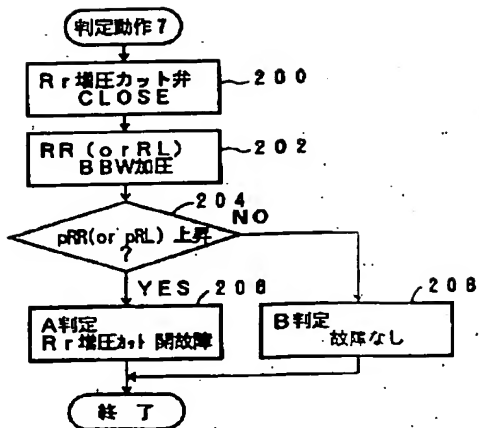 判定動作7
Rr増圧カット弁
CLOSE
200
RR(orRL)
BBW加圧
202
204
pRR(or pRL) 上昇
?
NO
YES
206
A判定
Rr増圧カット 開故障
208
B判定
故障なし
終了